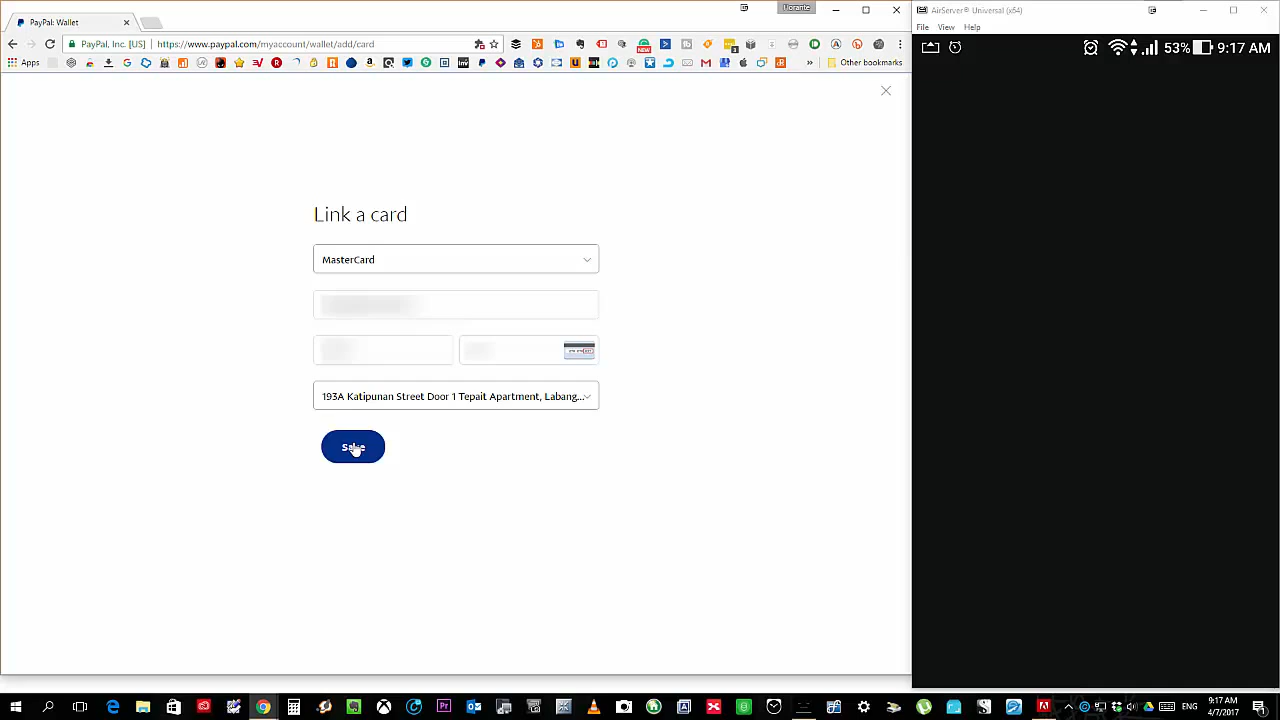 PayPal: Wallet
Florante
AirServer® Universal (x64)
File View Help
PayPal, Inc. [US]
https://www.paypal.com/myaccount/wallet/add/card
53%
9:17 AM
Apps
Other bookmarks
Link a card
MasterCard
193A Katipunan Street Door 1 Tepait Apartment, Labang...
Save
ENG
9:17 AM
4/7/2017